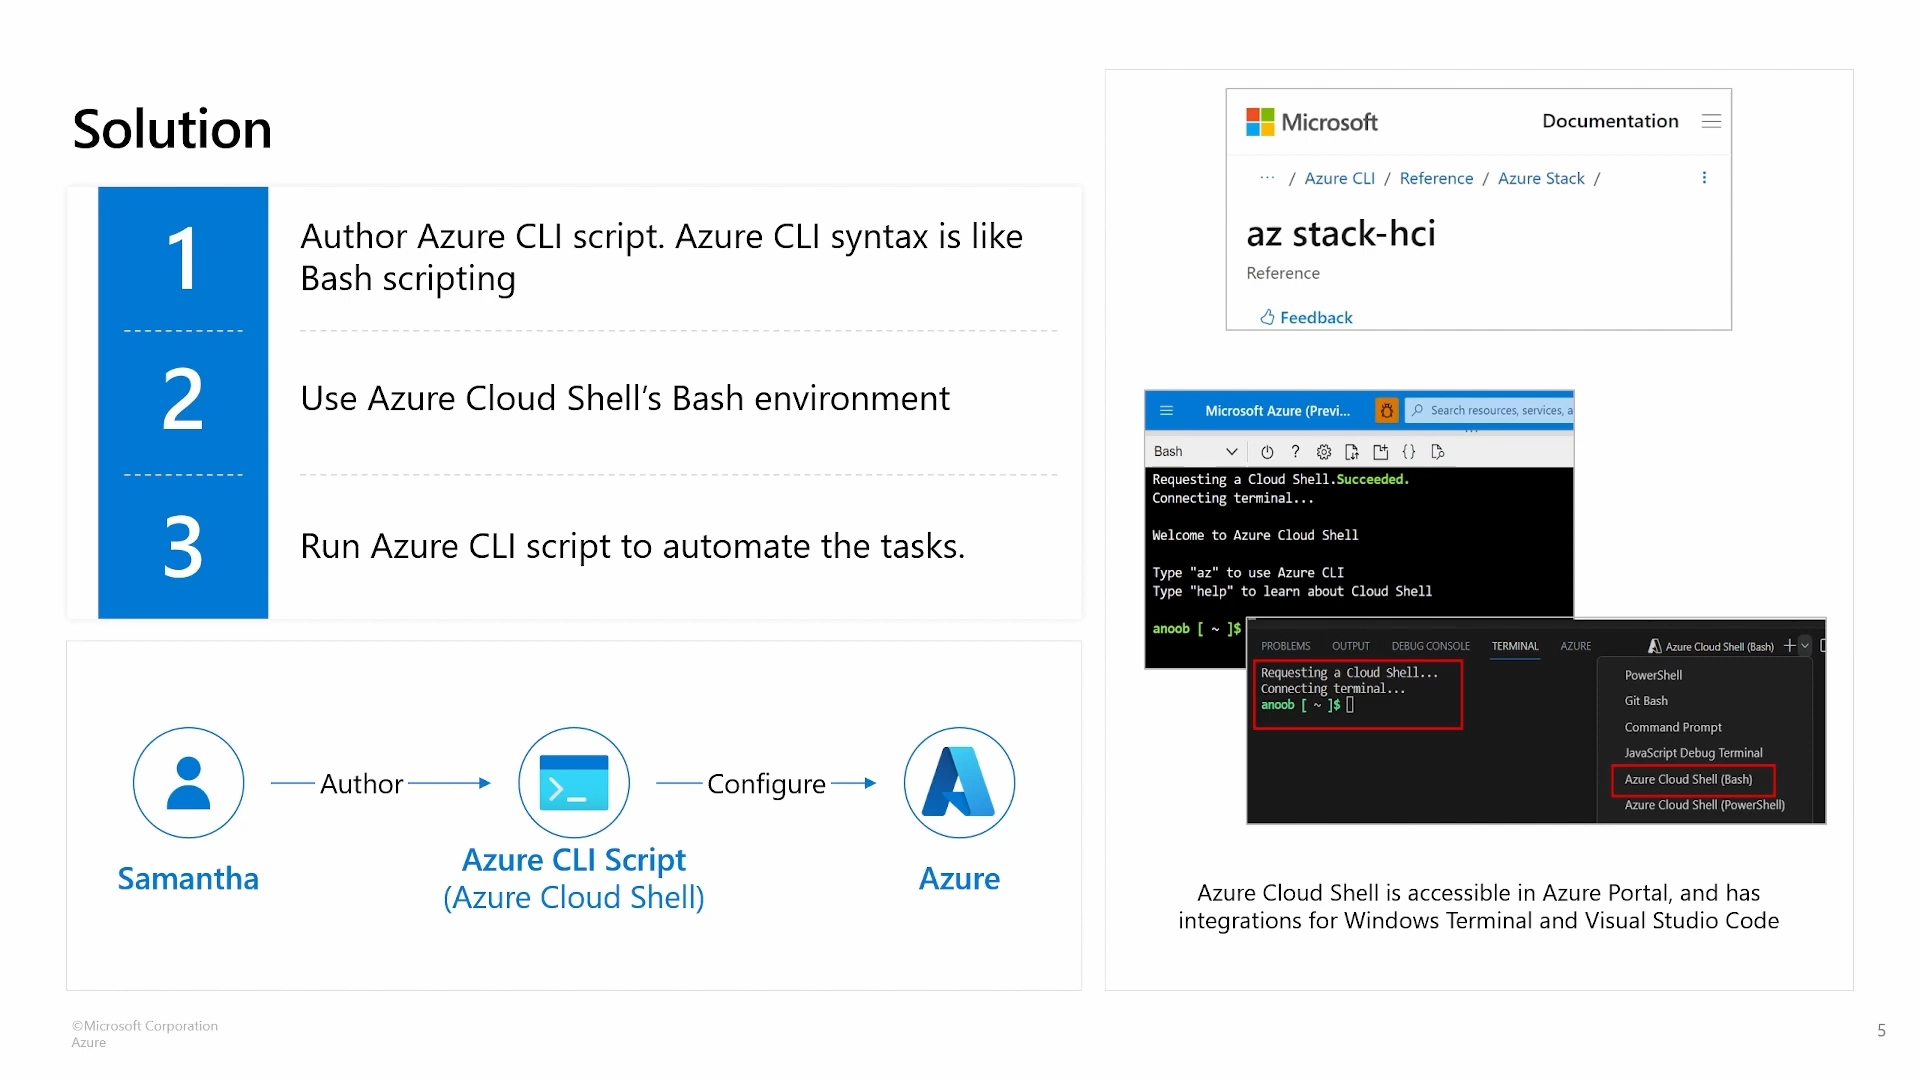 Solution
1
Author Azure CLI script. Azure CLI syntax is like
Bash scripting
2
Use Azure Cloud Shell’s Bash environment
3
Run Azure CLI script to automate the tasks.
Samantha
Author
Azure CLI Script
(Azure Cloud Shell)
Configure
Azure
Microsoft
Documentation
... / Azure CLI / Reference / Azure Stack /
az stack-hci
Reference
Feedback
Microsoft Azure (Previ...
Search resources, services, a
Bash
Requesting a Cloud Shell.Succeeded.
Connecting terminal...
Welcome to Azure Cloud Shell
Type "az" to use Azure CLI
Type "help" to learn about Cloud Shell
anoob [ ~ ]$
PROBLEMS OUTPUT DEBUG CONSOLE TERMINAL AZURE
Azure Cloud Shell (Bash)
Requesting a Cloud Shell...
Connecting terminal...
anoob [ ~ ]$
PowerShell
Git Bash
Command Prompt
JavaScript Debug Terminal
Azure Cloud Shell (Bash)
Azure Cloud Shell (PowerShell)
Azure Cloud Shell is accessible in Azure Portal, and has
integrations for Windows Terminal and Visual Studio Code
©Microsoft Corporation
Azure
5